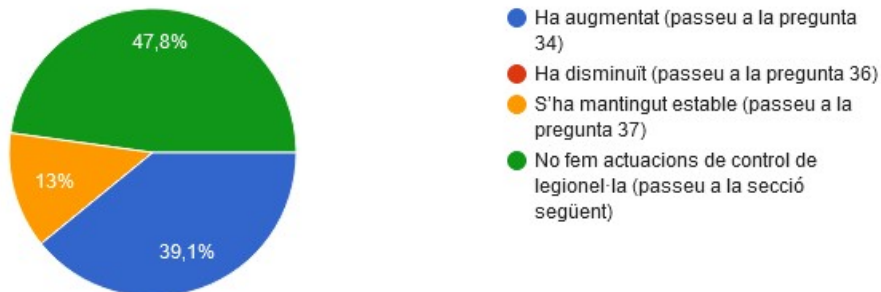 47,8%
13%
39,1%
Ha augmentat (passeu a la pregunta
34)
Ha disminuït (passeu a la pregunta 36)
S'ha mantingut estable (passeu a la
pregunta 37)
No fem actuacions de control de
legionel·la (passeu a la secció
següent)